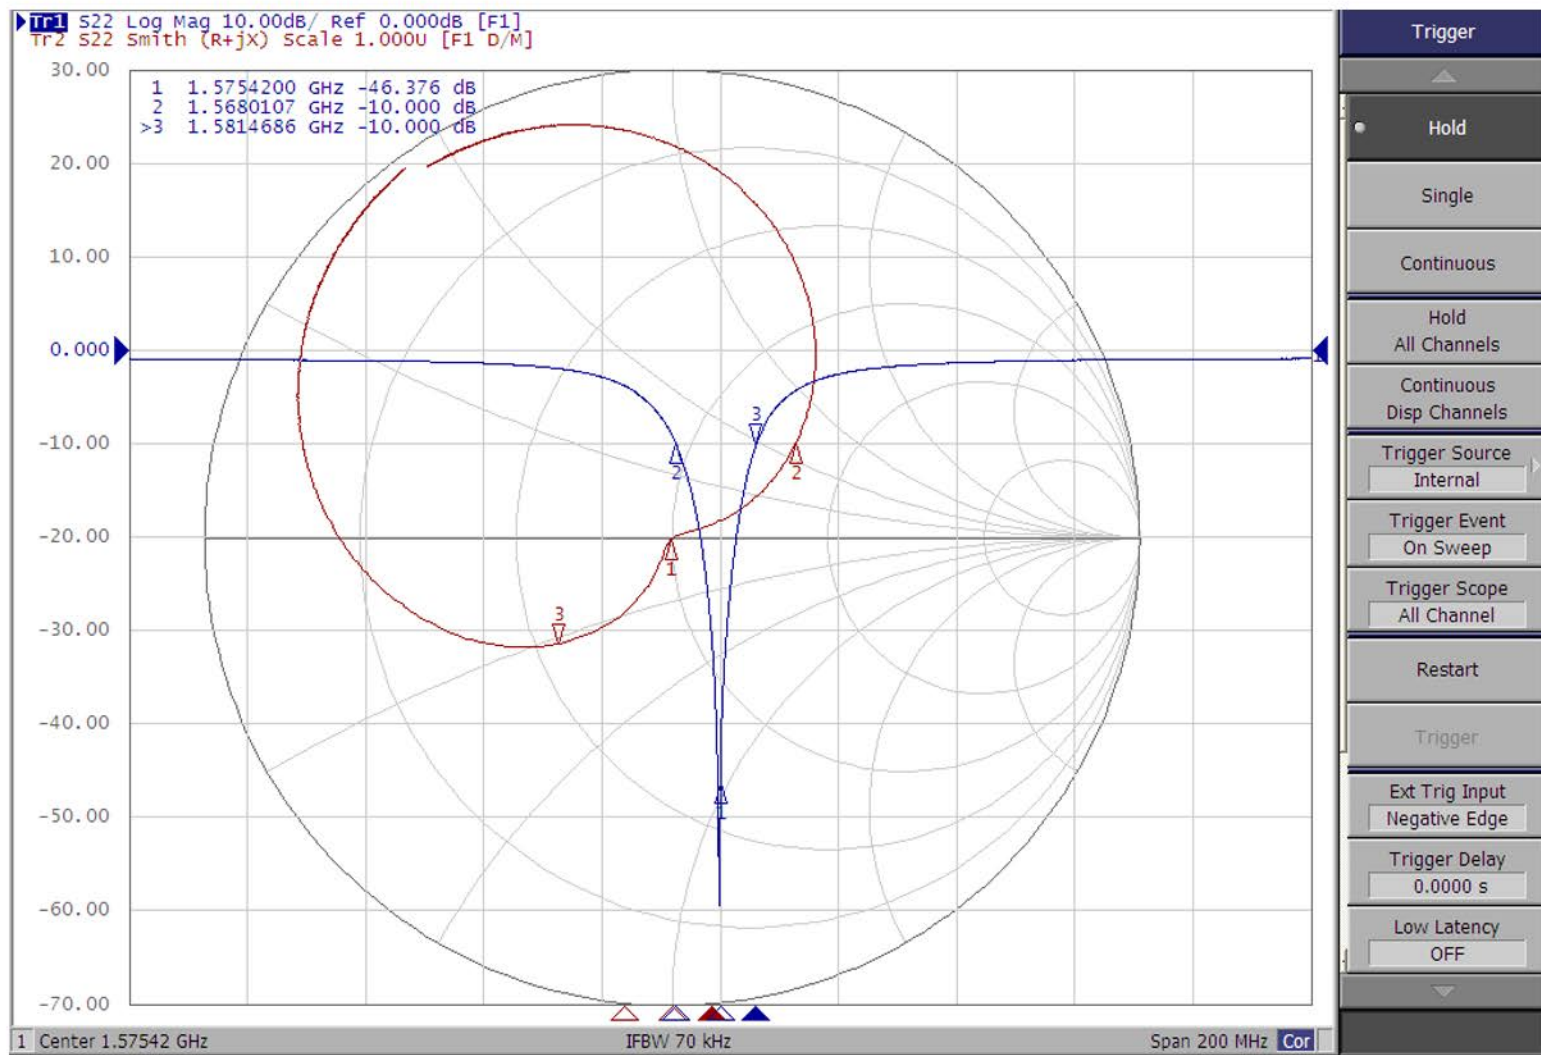 Tr1 S22 Log Mag 10.00dB/ Ref 0.000dB [F1]
Tr2 S22 Smith (R+jX) Scale 1.000U [F1 D/M]
30.00
1 1.5754200 GHz -46.376 dB
2 1.5680107 GHz -10.000 dB
>3 1.5814686 GHz -10.000 dB
20.00
10.00
0.000
1
-10.00
3
2
2
-20.00
1
-30.00
3
-40.00
-50.00
1
-60.00
-70.00
1 Center 1.57542 GHz
IFBW 70 kHz
Span 200 MHz Cor
Trigger
Hold
Single
Continuous
Hold
All Channels
Continuous
Disp Channels
Trigger Source
Internal
Trigger Event
On Sweep
Trigger Scope
All Channel
Restart
Trigger
Ext Trig Input
Negative Edge
Trigger Delay
0.0000 s
Low Latency
OFF